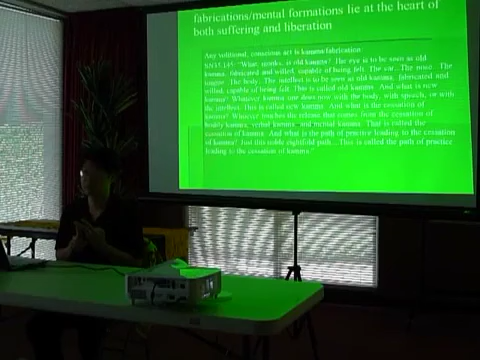 fabrications/mental formations lie at the heart of
both suffering and liberation
Any volitional, conscious act is kamma/fabrication:
SN35.145 "What, monks, is old kamma? The eye is to be seen as old
kamma, fabricated and willed, capable of being felt. The ear... The nose... The
tongue... The body... The intellect is to be seen as old kamma, fabricated and
willed, capable of being felt. This is called old kamma. And what is new
kamma? Whatever kamma one does now with the body, with speech, or with
the intellect. This is called new kamma. And what is the cessation of
kamma? Whoever touches the release that comes from the cessation of
bodily kamma, verbal kamma and mental kamma. That is called the
cessation of kamma. And what is the path of practice leading to the cessation
of kamma? Just this noble eightfold path... This is called the path of practice
leading to the cessation of kamma."